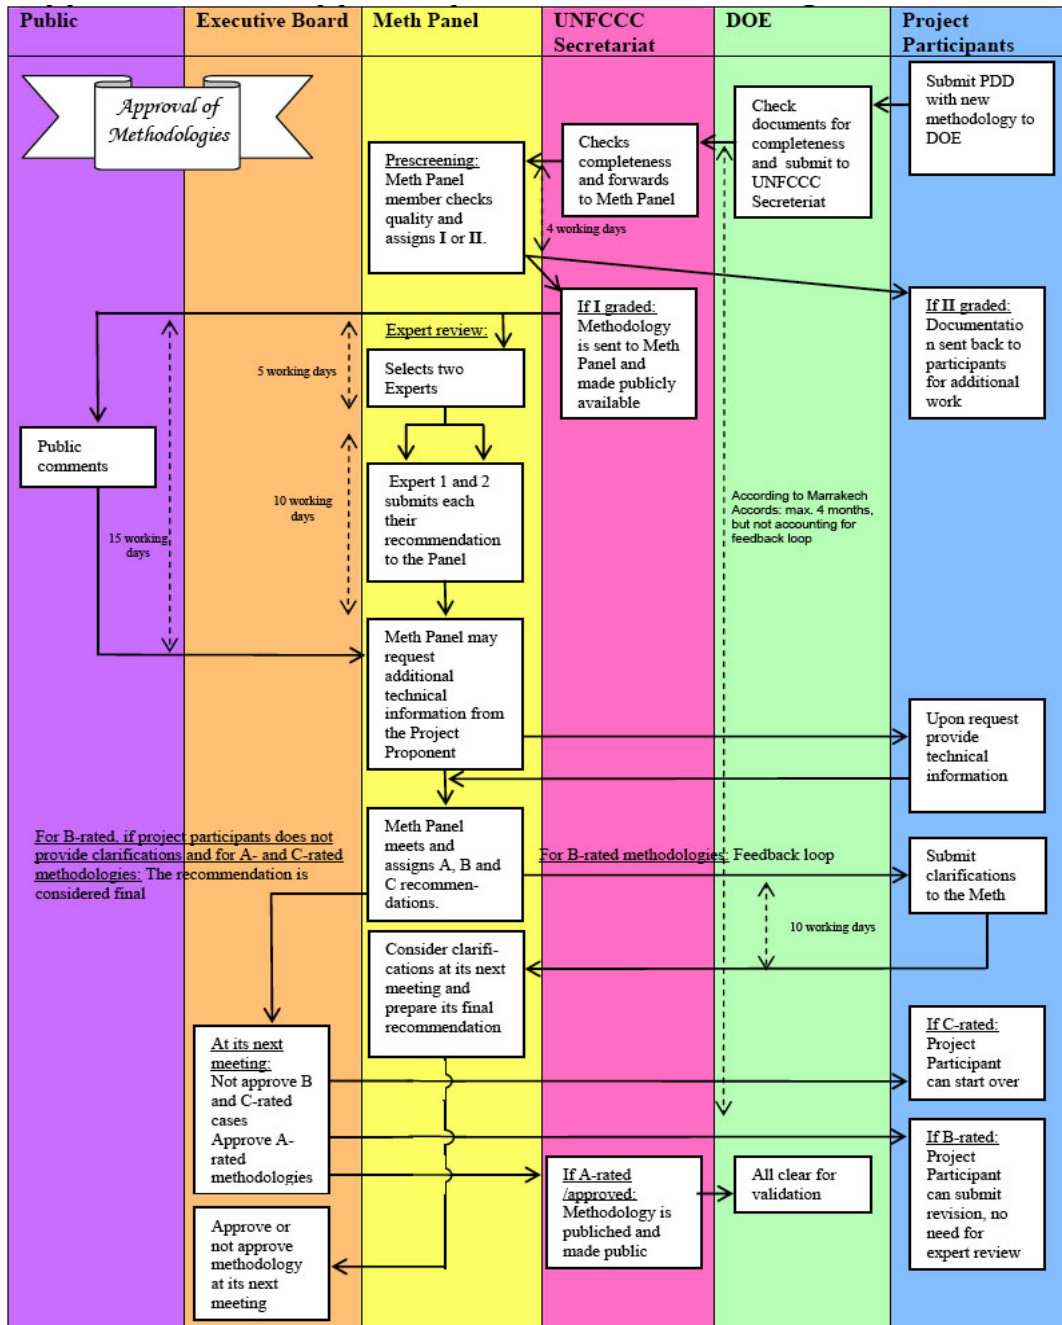 Public
Executive Board
Meth Panel
UNFCCC
Secretariat
DOE
Project
Participants
Approval of
Methodologies
Submit PDD
with new
methodology to
DOE
Check
documents for
completeness
and submit to
UNFCCC
Secreteriat
Checks
completeness
and forwards
to Meth Panel
Prescreening:
Meth Panel
member checks
quality and
assigns I or II.
4 working days
If I graded:
Methodology
is sent to Meth
Panel and
made publicly
available
If II graded:
Documentatio
n sent back to
participants
for additional
work
Expert review:
5 working days
Selects two
Experts
Public
comments
10 working
days
15 working
days
Expert 1 and 2
submits each
their
recommendation
to the Panel
According to Marrakech
Accords: max. 4 months,
but not accounting for
feedback loop
Meth Panel may
request
additional
technical
information from
the Project
Proponent
Upon request
provide
technical
information
For B-rated, if project participants does not
provide clarifications and for A- and C-rated
methodologies: The recommendation is
considered final
Meth Panel
meets and
assigns A, B and
C recommen-
dations.
For B-rated methodologies: Feedback loop
Submit
clarifications
to the Meth
10 working days
Consider clarifi-
cations at its next
meeting and
prepare its final
recommendation
At its next
meeting:
Not approve B
and C-rated
cases
Approve A-
rated
methodologies
If C-rated:
Project
Participant
can start over
If B-rated:
Project
Participant
can submit
revision, no
need for
expert review
If A-rated
/approved:
Methodology is
publiched and
made public
All clear for
validation
Approve or
not approve
methodology
at its next
meeting